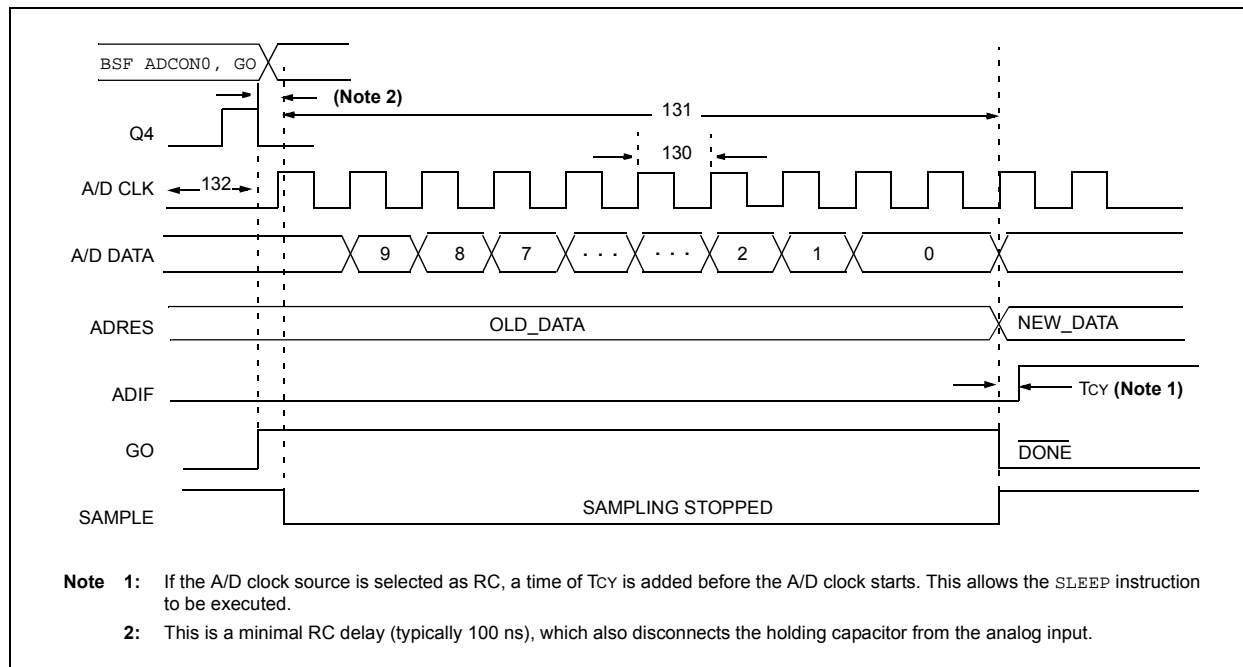 BSF ADCON0, GO
(Note 2)
131
Q4
130
A/D CLK
132
A/D DATA
9 8 7 . . . . . . 2 1 0
ADRES
OLD_DATA
NEW_DATA
ADIF
TCY (Note 1)
GO
DONE
SAMPLE
SAMPLING STOPPED
Note 1: If the A/D clock source is selected as RC, a time of TCY is added before the A/D clock starts. This allows the SLEEP instruction
to be executed.
2: This is a minimal RC delay (typically 100 ns), which also disconnects the holding capacitor from the analog input.